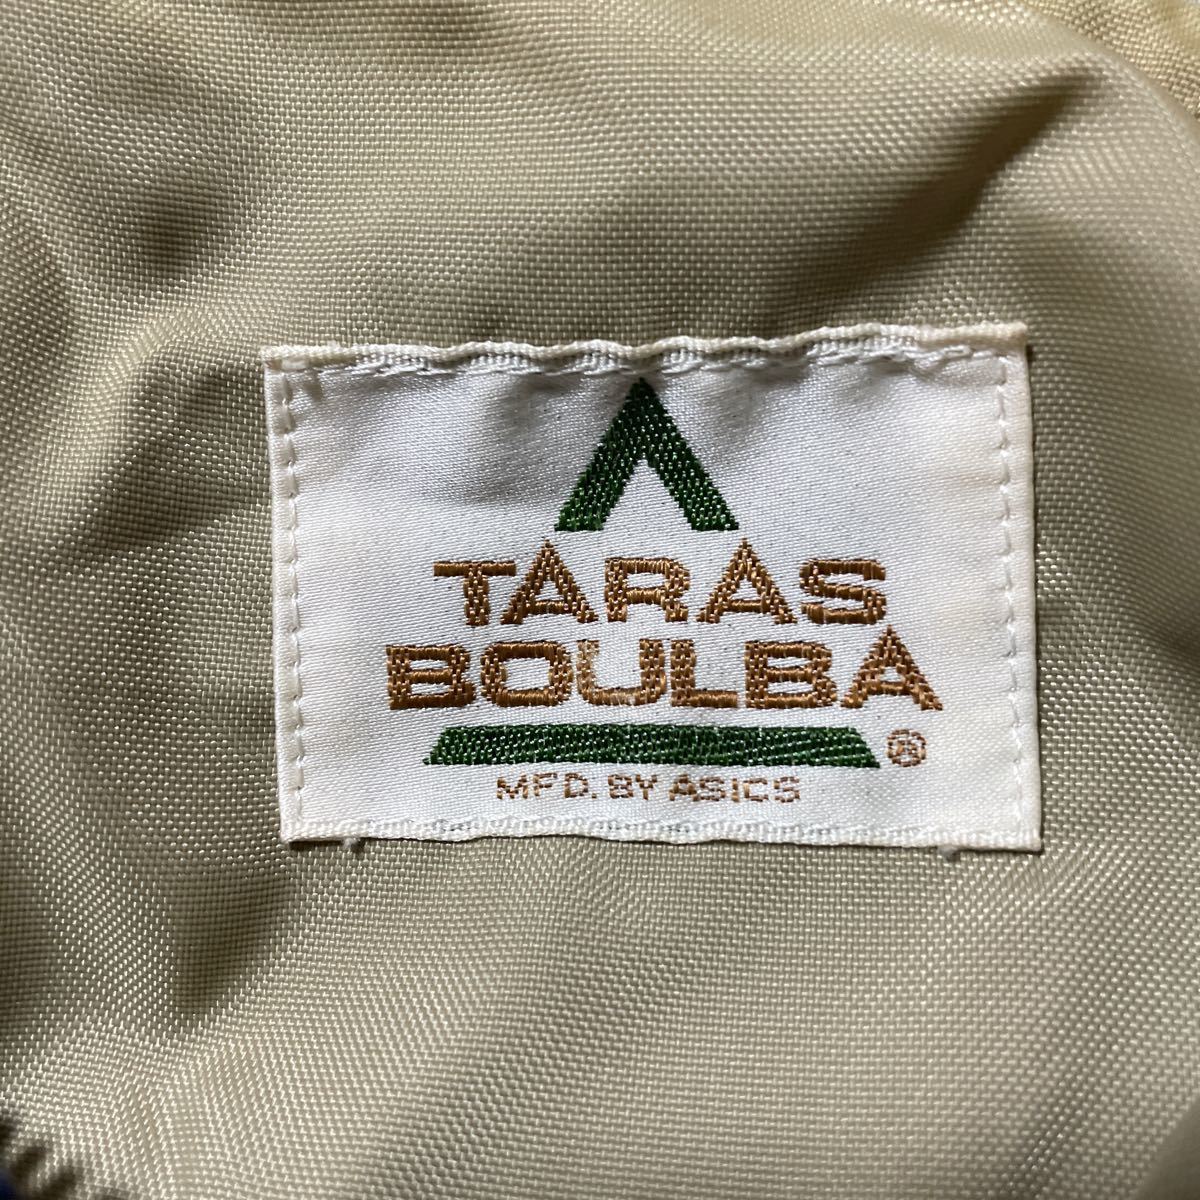 TARAS
BOULBA
®
MFD. BY ASICS